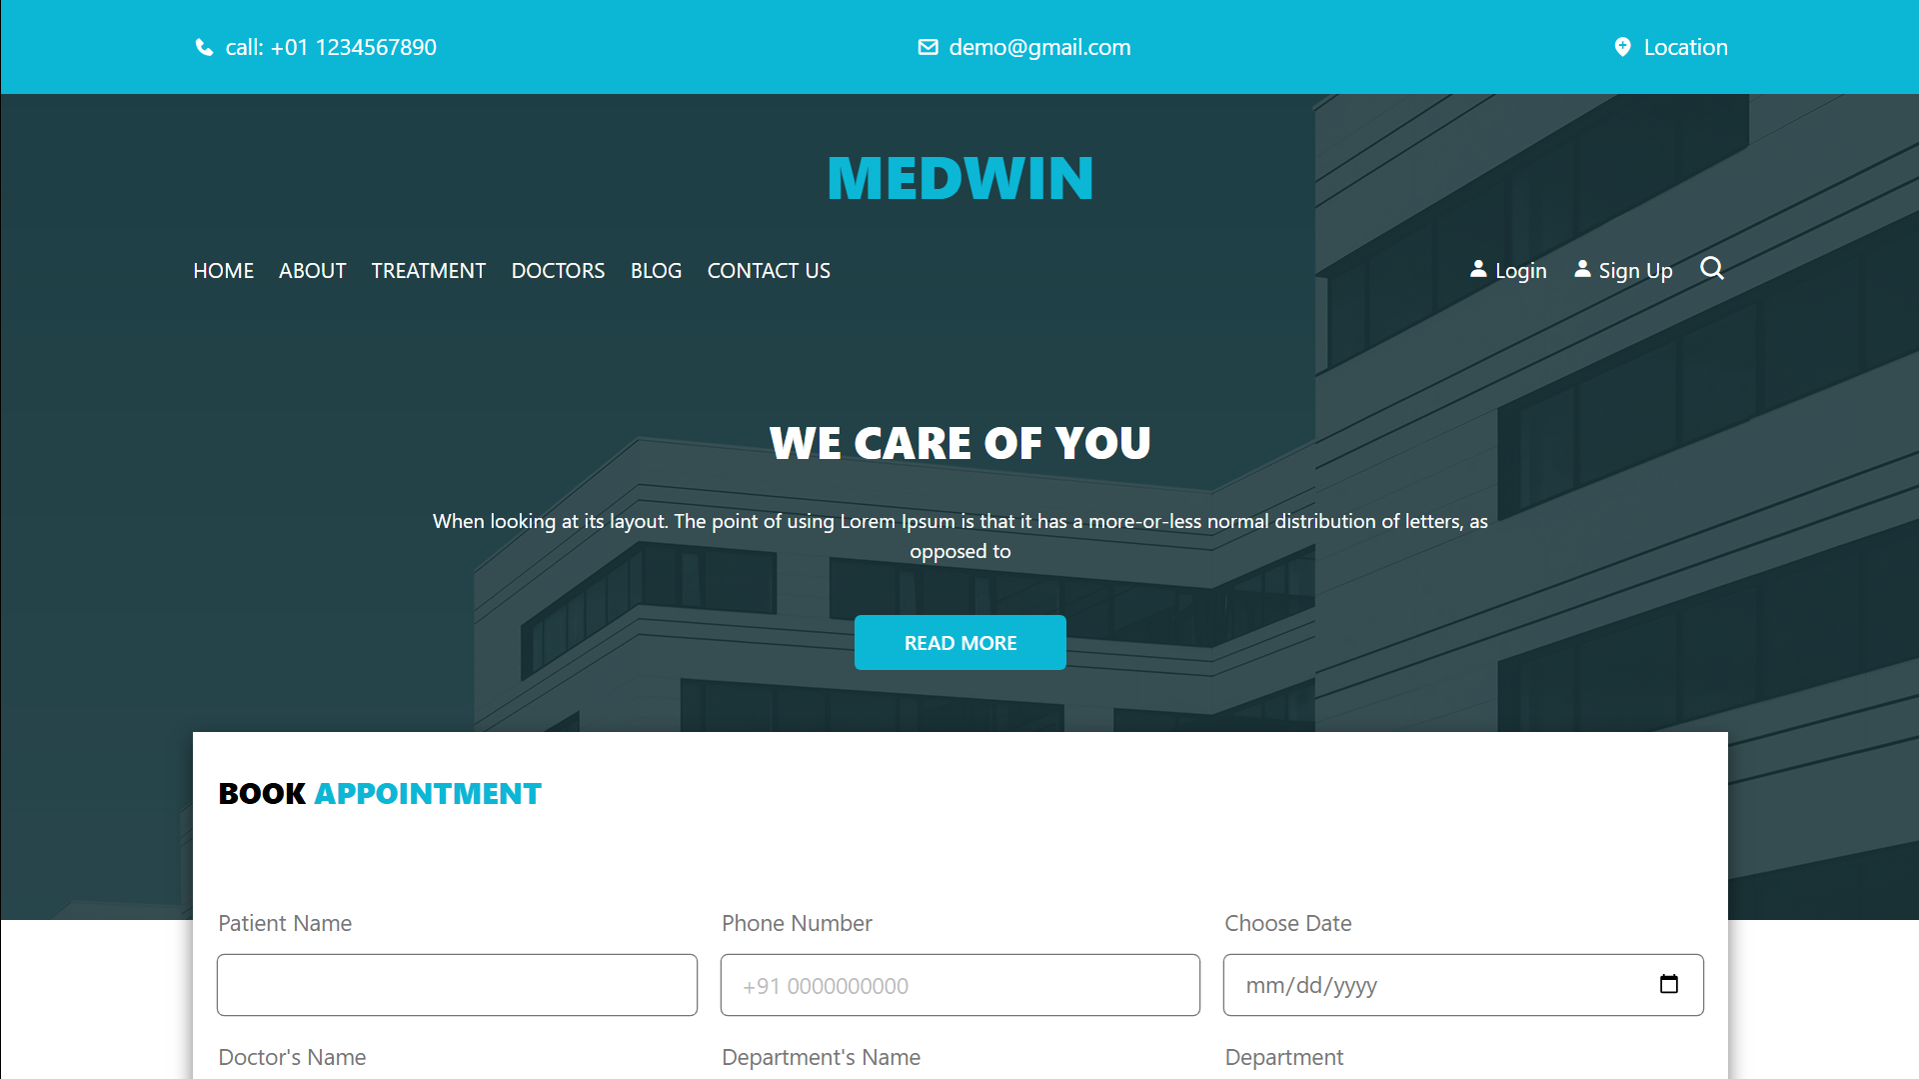 call: +01 1234567890
demo@gmail.com
Location
MEDWIN
HOME ABOUT TREATMENT DOCTORS BLOG CONTACT US
Login Sign Up
WE CARE OF YOU
When looking at its layout. The point of using Lorem Ipsum is that it has a more-or-less normal distribution of letters, as
opposed to
READ MORE
BOOK APPOINTMENT
Patient Name
Phone Number
Choose Date
+91 0000000000
mm/dd/yyyy
Doctor's Name
Department's Name
Department